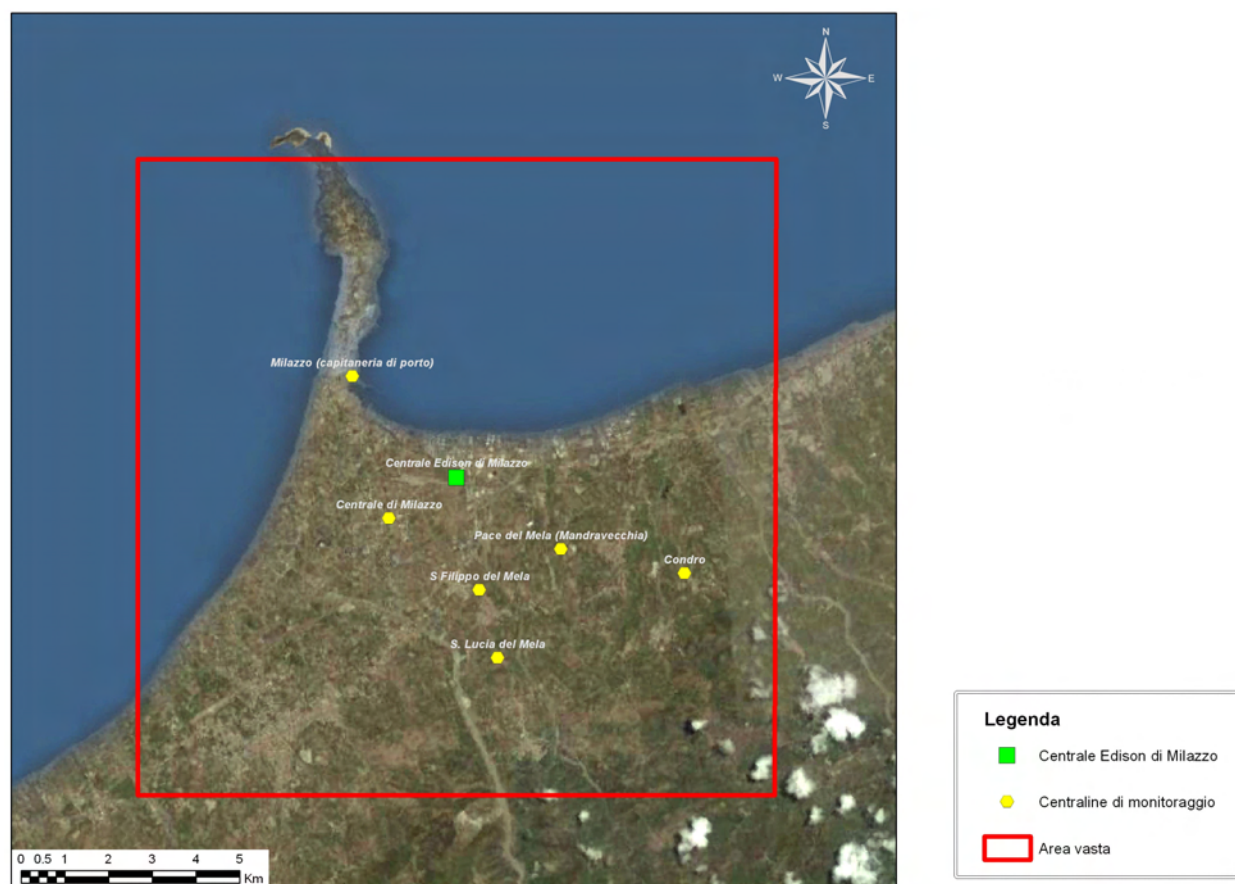 N
W E
S
Milazzo (capitaneria di porto)
Centrale Edison di Milazzo
Centrale di Milazzo
Pace del Mela (Mandravecchia)
Condro
S Filippo del Mela
S. Lucia del Mela
Legenda
Centrale Edison di Milazzo
Centraline di monitoraggio
Area vasta
0 0.5 1 2 3 4 5
Km